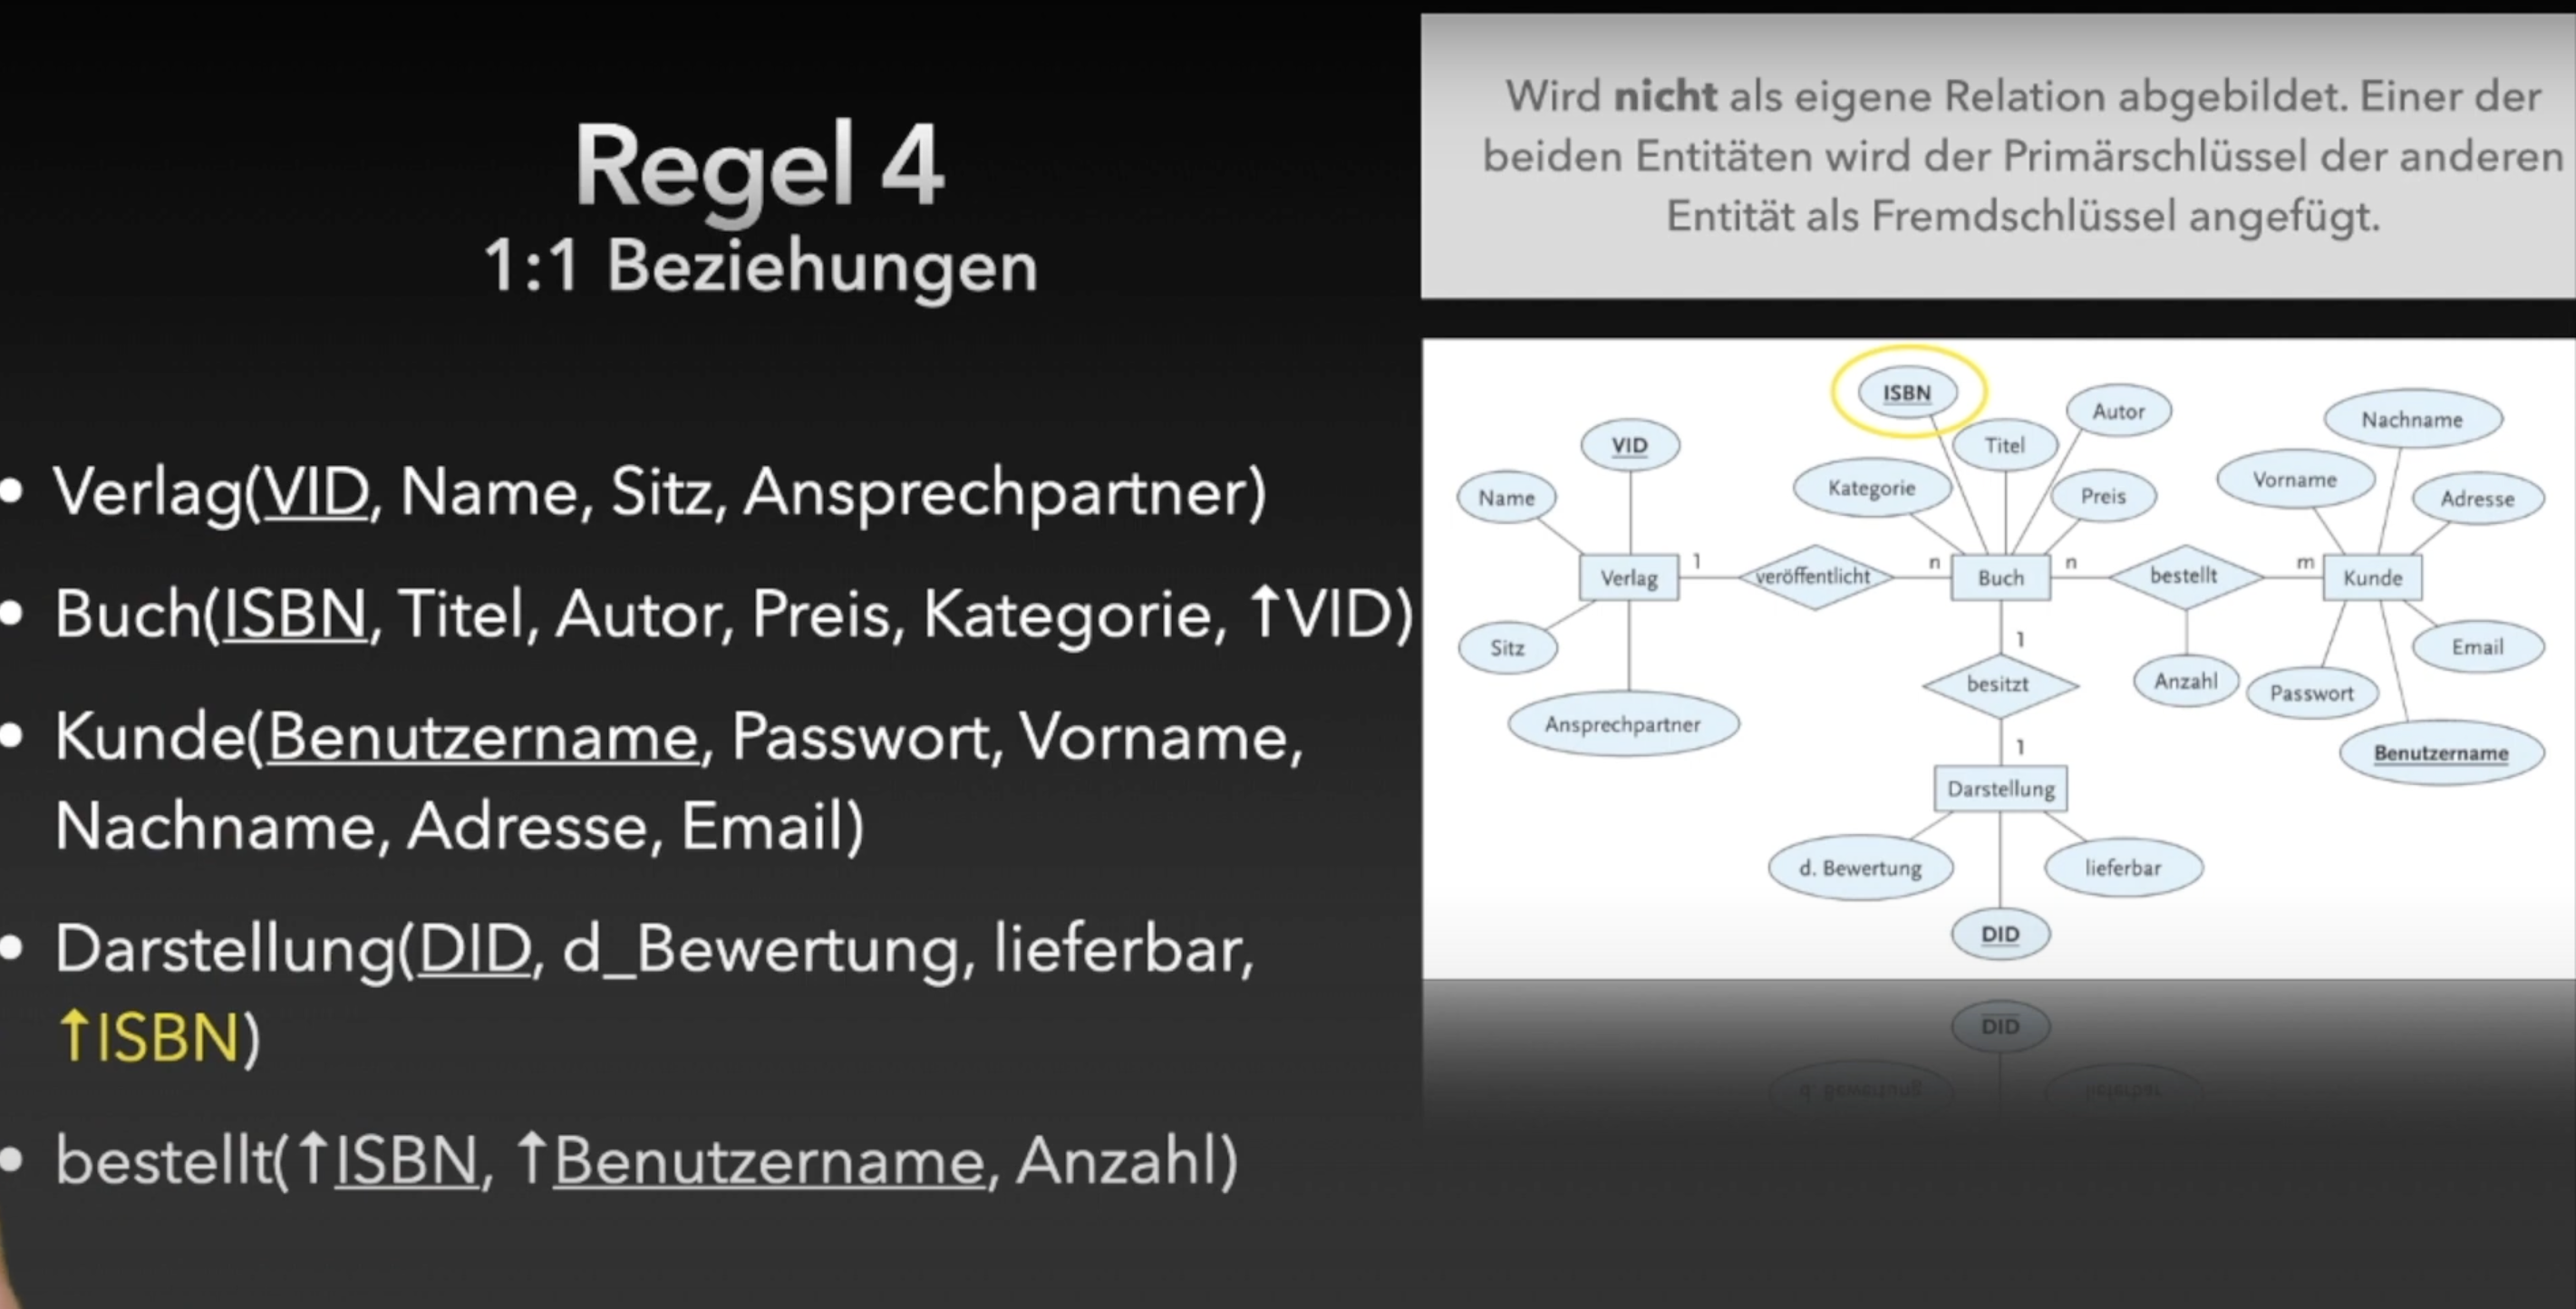 Regel 4
1:1 Beziehungen
• Verlag(VID, Name, Sitz, Ansprechpartner)
• Buch(ISBN, Titel, Autor, Preis, Kategorie, ↑VID)
• Kunde(Benutzername, Passwort, Vorname,
Nachname, Adresse, Email)
• Darstellung(DID, d_Bewertung, lieferbar,
↑ISBN)
• bestellt(↑ISBN, ↑Benutzername, Anzahl)
Wird nicht als eigene Relation abgebildet. Einer der
beiden Entitäten wird der Primärschlüssel der anderen
Entität als Fremdschlüssel angefügt.
ISBN
Autor
Nachname
VID
Titel
Kategorie
Vorname
Name
Preis
Adresse
Verlag
1
veröffentlicht
n
Buch
n
bestellt
m
Kunde
Sitz
1
Email
besitzt
Anzahl
Passwort
Ansprechpartner
1
Benutzername
Darstellung
d. Bewertung
lieferbar
DID